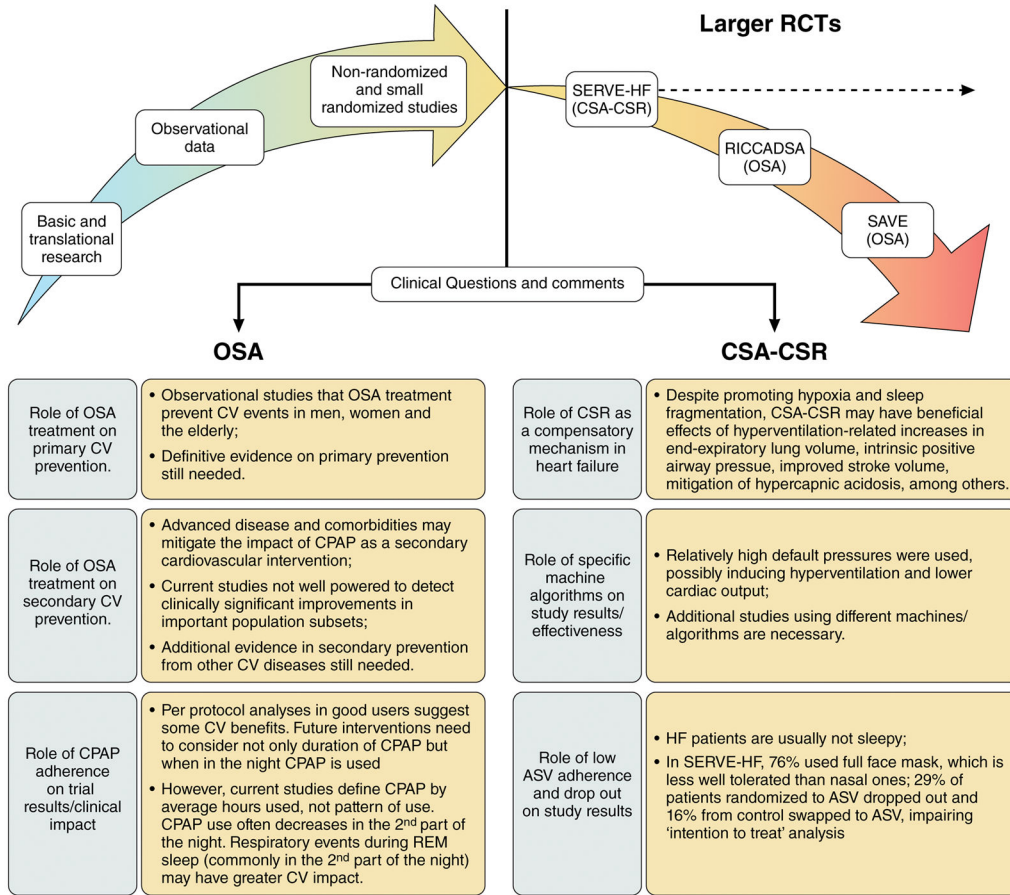 Larger RCTs
Non-randomized
and small
randomized studies
Observational
data
Basic and
translational
research
SERVE-HF
(CSA-CSR)
RICCADSA
(OSA)
SAVE
(OSA)
Clinical Questions and comments
OSA
Role of OSA
treatment on
primary CV
prevention.
• Observational studies that OSA treatment
prevent CV events in men, women and
the elderly;
• Definitive evidence on primary prevention
still needed.
Role of OSA
treatment on
secondary CV
prevention.
• Advanced disease and comorbidities may
mitigate the impact of CPAP as a secondary
cardiovascular intervention;
• Current studies not well powered to detect
clinically significant improvements in
important population subsets;
• Additional evidence in secondary prevention
from other CV diseases still needed.
Role of CPAP
adherence on trial
results/clinical
impact
• Per protocol analyses in good users suggest
some CV benefits. Future interventions need
to consider not only duration of CPAP but
when in the night CPAP is used
• However, current studies define CPAP by
average hours used, not pattern of use.
CPAP use often decreases in the 2nd part of
the night. Respiratory events during REM
sleep (commonly in the 2nd part of the night)
may have greater CV impact.
CSA-CSR
Role of CSR as
a compensatory
mechanism in
heart failure
• Despite promoting hypoxia and sleep
fragmentation, CSA-CSR may have beneficial
effects of hyperventilation-related increases in
end-expiratory lung volume, intrinsic positive
airway pressue, improved stroke volume,
mitigation of hypercapnic acidosis, among others.
Role of specific
machine
algorithms on
study results/
effectiveness
• Relatively high default pressures were used,
possibly inducing hyperventilation and lower
cardiac output;
• Additional studies using different machines/
algorithms are necessary.
Role of low
ASV adherence
and drop out
on study results
• HF patients are usually not sleepy;
• In SERVE-HF, 76% used full face mask, which is
less well tolerated than nasal ones; 29% of
patients randomized to ASV dropped out and
16% from control swapped to ASV, impairing
‘intention to treat’ analysis